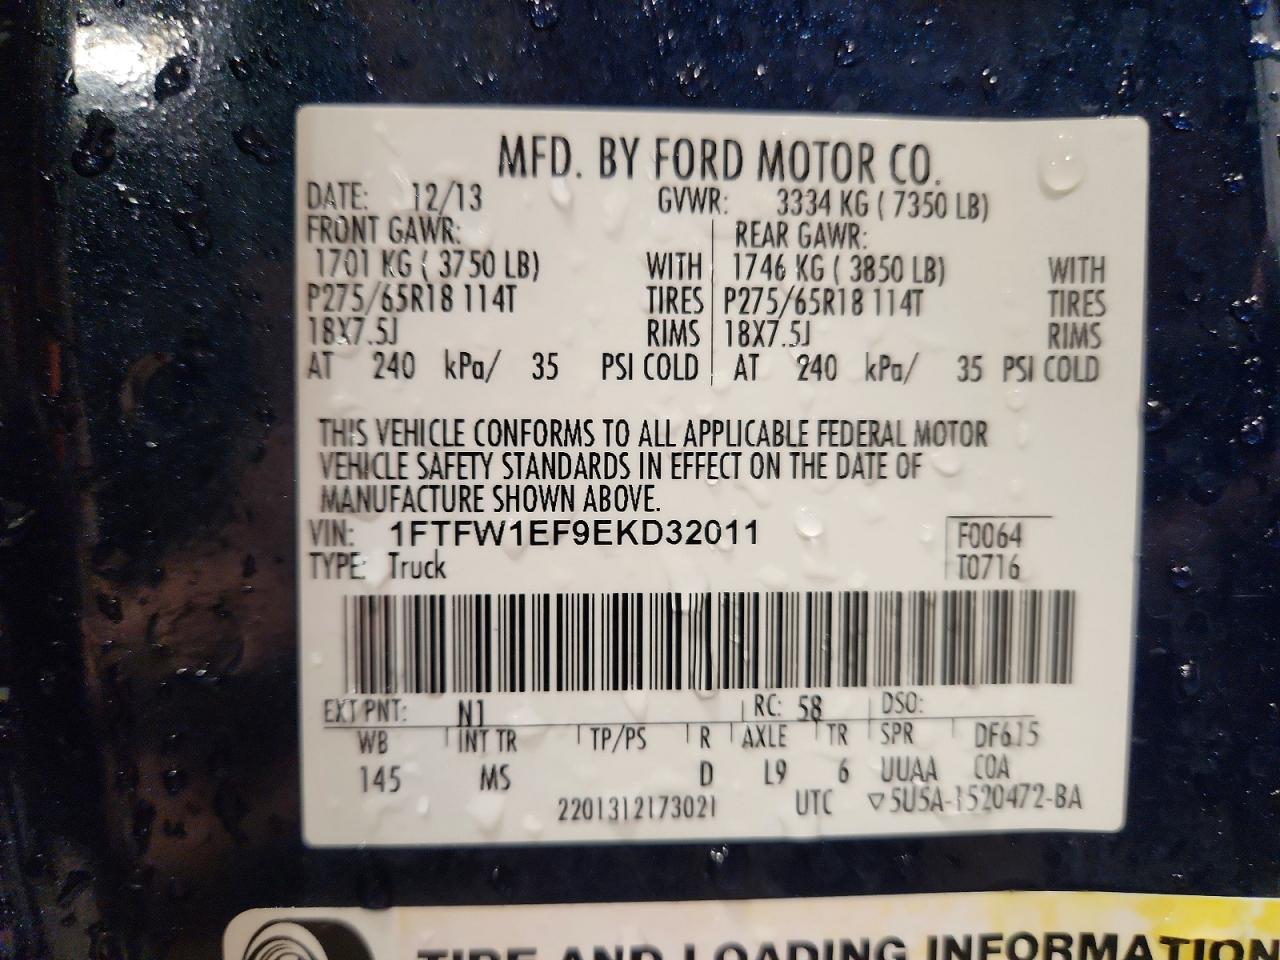 MFD. BY FORD MOTOR CO.
DATE: 12/13 GVWR: 3334 KG ( 7350 LB)
FRONT GAWR: REAR GAWR:
1701 KG ( 3750 LB) WITH 1746 KG ( 3850 LB) WITH
P275/65R18 114T TIRES P275/65R18 114T TIRES
18X7.5J RIMS 18X7.5J RIMS
AT 240 kPa/ 35 PSI COLD AT 240 kPa/ 35 PSI COLD
THIS VEHICLE CONFORMS TO ALL APPLICABLE FEDERAL MOTOR
VEHICLE SAFETY STANDARDS IN EFFECT ON THE DATE OF
MANUFACTURE SHOWN ABOVE.
VIN: 1FTFW1EF9EKD32011 F0064
TYPE: Truck T0716
EXT PNT: N1 RC: 58 DSO:
WB INT TR TP/PS R AXLE TR SPR DF615
145 MS D L9 6 UUAA COA
2201312173021 UTC ▽5U5A-1520472-BA
TIRE AND LOADING INFORMATION